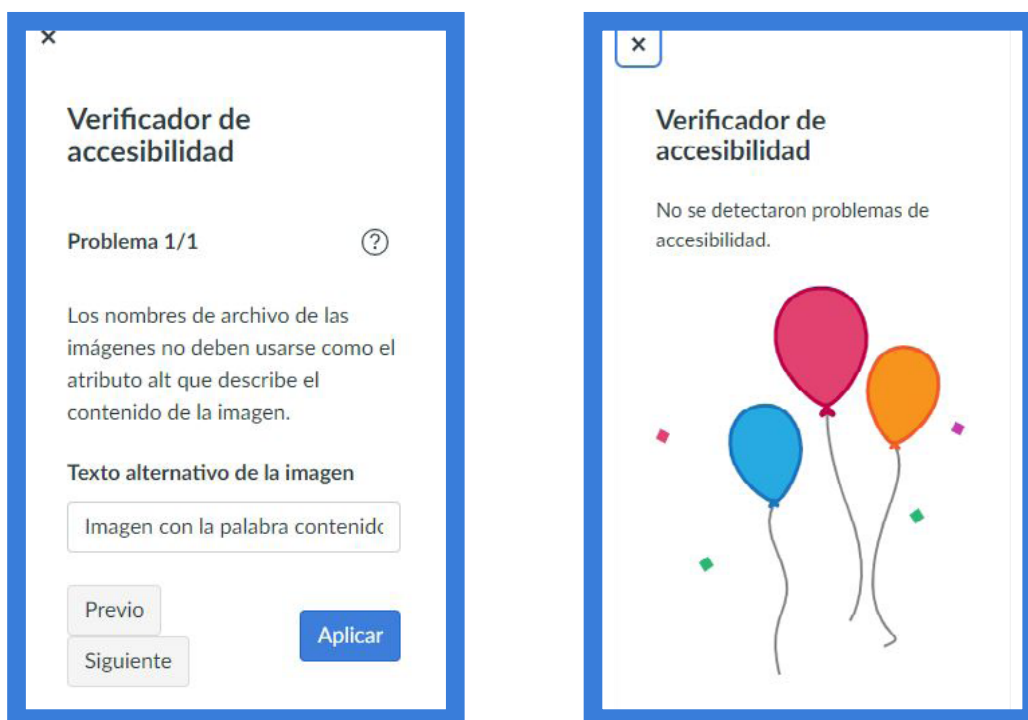 ×
Verificador de
accesibilidad
Problema 1/1
?
Los nombres de archivo de las
imágenes no deben usarse como el
atributo alt que describe el
contenido de la imagen.
Texto alternativo de la imagen
Imagen con la palabra contenido
Previo
Siguiente
Aplicar
×
Verificador de
accesibilidad
No se detectaron problemas de
accesibilidad.